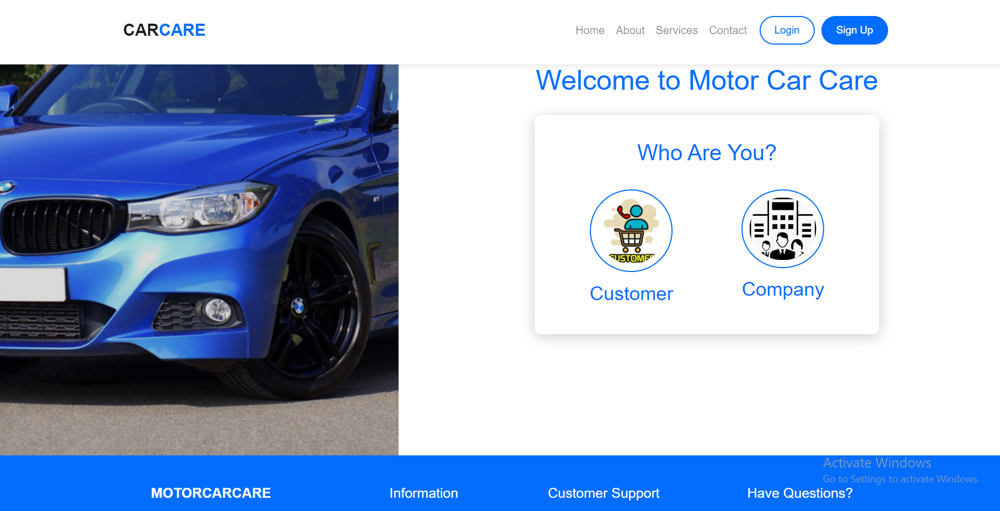 CARCARE
Home About Services Contact Login Sign Up
Welcome to Motor Car Care
Who Are You?
CUSTOMER
Customer
Company
Activate Windows
Go to Settings to activate Windows.
MOTORCARCARE
Information
Customer Support
Have Questions?